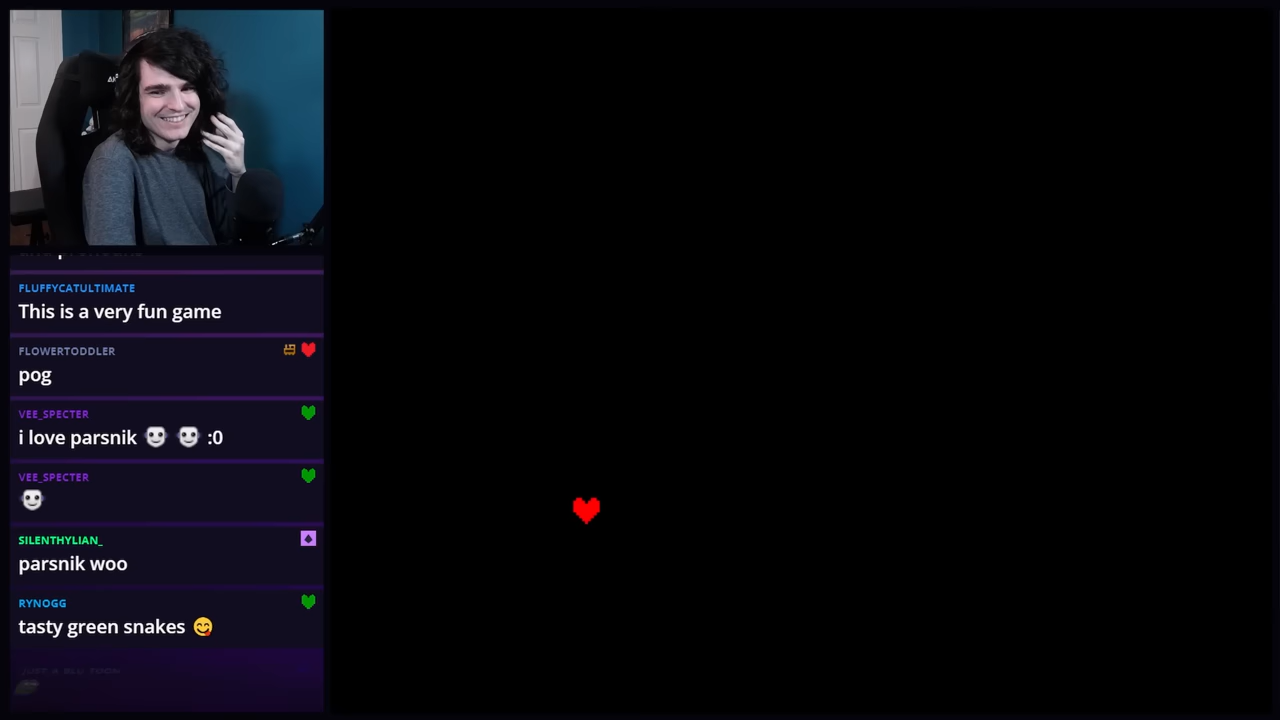 FLUFFYCATULTIMATE
This is a very fun game
FLOWERTODDLER
pog
VEE_SPECTER
i love parsnik :0
VEE_SPECTER
SILENTHYLIAN_
parsnik woo
RYNOGG
tasty green snakes